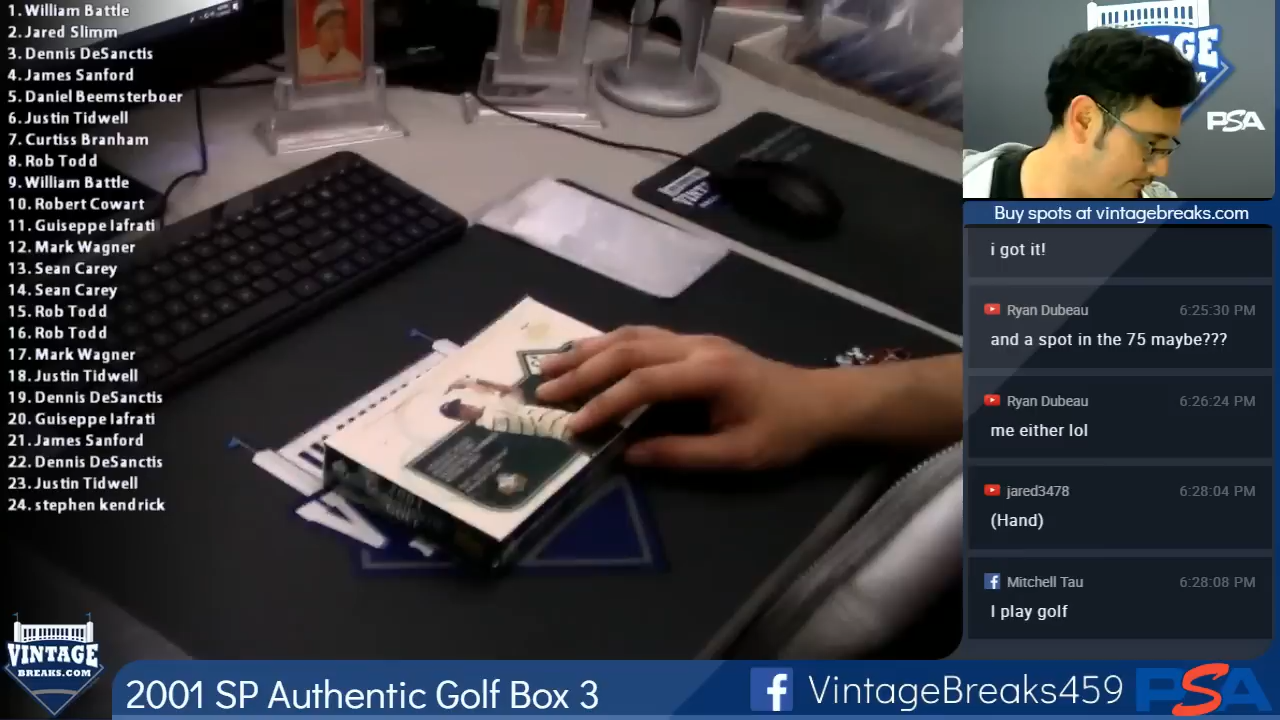 1. William Battle
2. Jared Slimm
3. Dennis DeSanctis
4. James Sanford
5. Daniel Beemsterboer
6. Justin Tidwell
7. Curtiss Branham
8. Rob Todd
9. William Battle
10. Robert Cowart
11. Guiseppe Iafrati
12. Mark Wagner
13. Sean Carey
14. Sean Carey
15. Rob Todd
16. Rob Todd
17. Mark Wagner
18. Justin Tidwell
19. Dennis DeSanctis
20. Guiseppe Iafrati
21. James Sanford
22. Dennis DeSanctis
23. Justin Tidwell
24. stephen kendrick
PSA
Buy spots at vintagebreaks.com
i got it!
Ryan Dubeau 6:25:30 PM
and a spot in the 75 maybe???
Ryan Dubeau 6:26:24 PM
me either lol
jared3478 6:28:04 PM
(Hand)
Mitchell Tau 6:28:08 PM
I play golf
VINTAGE
BREAKS.COM
2001 SP Authentic Golf Box 3
VintageBreaks459
PSA